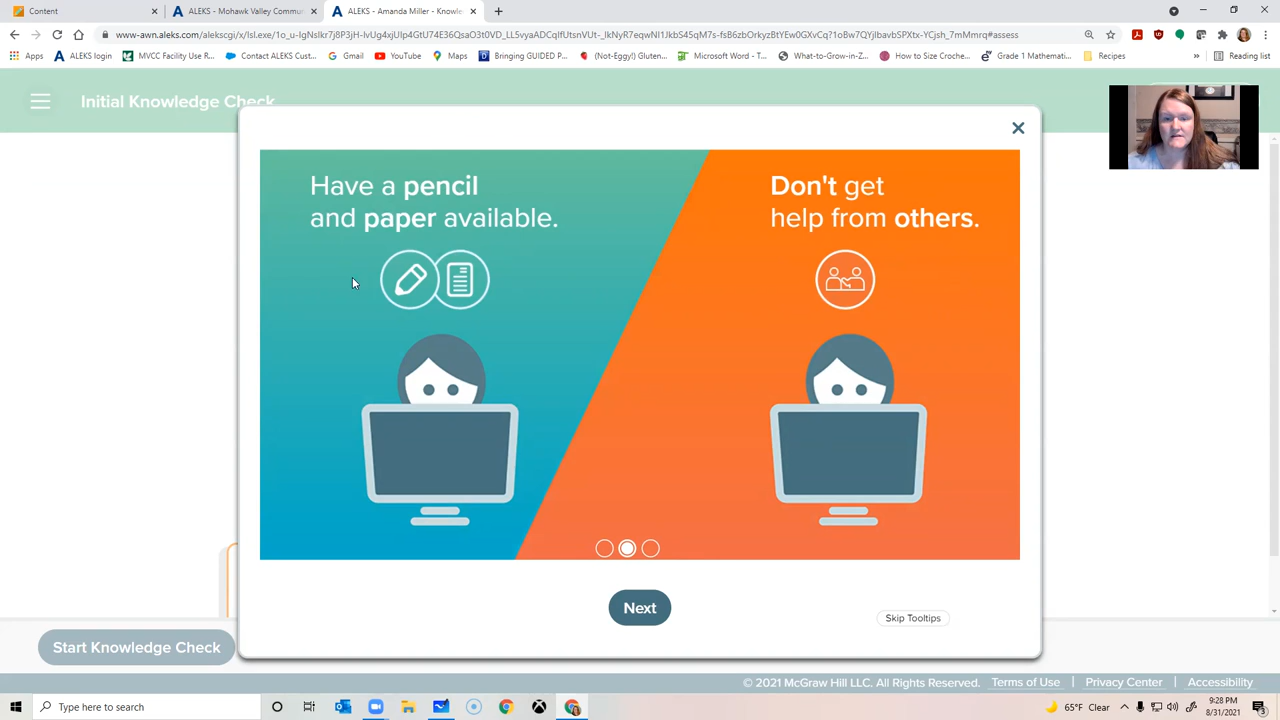 Content
ALEKS - Mohawk Valley Commu
ALEKS - Amanda Miller - Knowle
Apps
ALEKS login
MVCC Facility Use R...
Contact ALEKS Cust...
Gmail
YouTube
Maps
Bringing GUIDED P...
(Not-Eggy!) Gluten...
Microsoft Word - T...
What-to-Grow-in-Z...
How to Size Croche...
Grade 1 Mathemati...
Recipes
Reading list
Initial Knowledge Check
Have a pencil
and paper available.
Don't get
help from others.
Next
Skip Tooltips
Start Knowledge Check
© 2021 McGraw Hill LLC. All Rights Reserved. Terms of Use | Privacy Center | Accessibility
Type here to search
65°F Clear
9:28 PM
8/31/2021